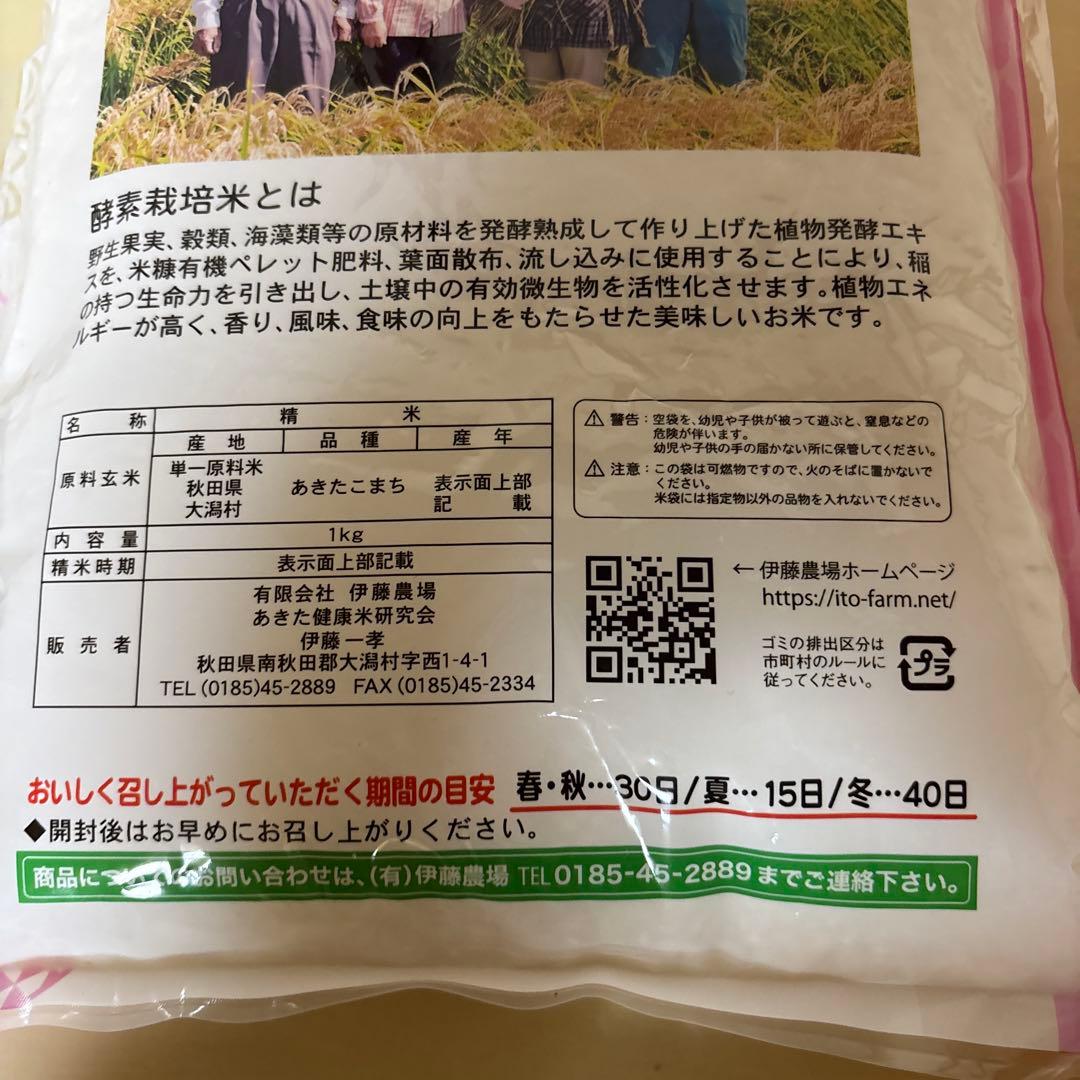 酵素栽培米とは
野生果実、穀類、海藻類等の原材料を発酵熟成して作り上げた植物発酵エキ
スを、米糠有機ペレット肥料、葉面散布、流し込みに使用することにより、稲
の持つ生命力を引き出し、土壌中の有効微生物を活性化させます。植物エネ
ルギーが高く、香り、風味、食味の向上をもたらせた美味しいお米です。
名称 精米
原料玄米 産地 品種 産年
単一原料米
秋田県
大潟村
あきたこまち
表示面上部
記載
内容量 1kg
精米時期 表示面上部記載
販売者
有限会社 伊藤農場
あきた健康米研究会
伊藤一孝
秋田県南秋田郡大潟村字西1-4-1
TEL(0185)45-2889 FAX(0185)45-2334
⚠ 警告：空袋を、幼児や子供が被って遊ぶと、窒息などの
危険が伴います。
幼児や子供の手の届かない所に保管してください。
⚠ 注意：この袋は可燃物ですので、火のそばに置かないで
ください。
米袋には指定物以外の品物を入れないでください。
←伊藤農場ホームページ
https://ito-farm.net/
ゴミの排出区分は
市町村のルールに
従ってください。
プラ
おいしく召し上がっていただく期間の目安 春・秋…30日/夏…15日/冬…40日
◆開封後はお早めにお召し上がりください。
商品についてのお問い合わせは、(有)伊藤農場 TEL0185-45-2889までご連絡下さい。